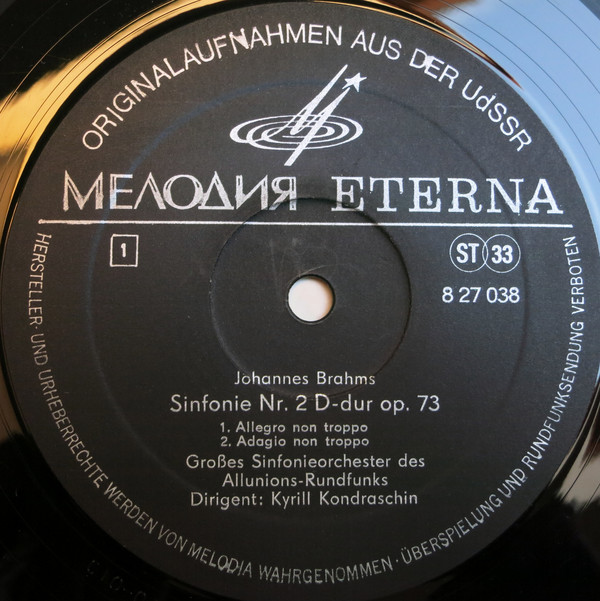 ORIGINALAUFNAHMEN AUS DER UdSSR
МЕЛОДИЯ ETERNA
1
ST 33
8 27 038
Johannes Brahms
Sinfonie Nr. 2 D-dur op. 73
1. Allegro non troppo
2. Adagio non troppo
Großes Sinfonieorchester des
Allunions-Rundfunks
Dirigent: Kyrill Kondraschin
HERSTELLER- UND URHEBERRECHTE WERDEN VON MELODIA WAHRGENOMMEN · ÜBERSPIELUNG UND RUNDFUNKSENDUNG VERBOTEN